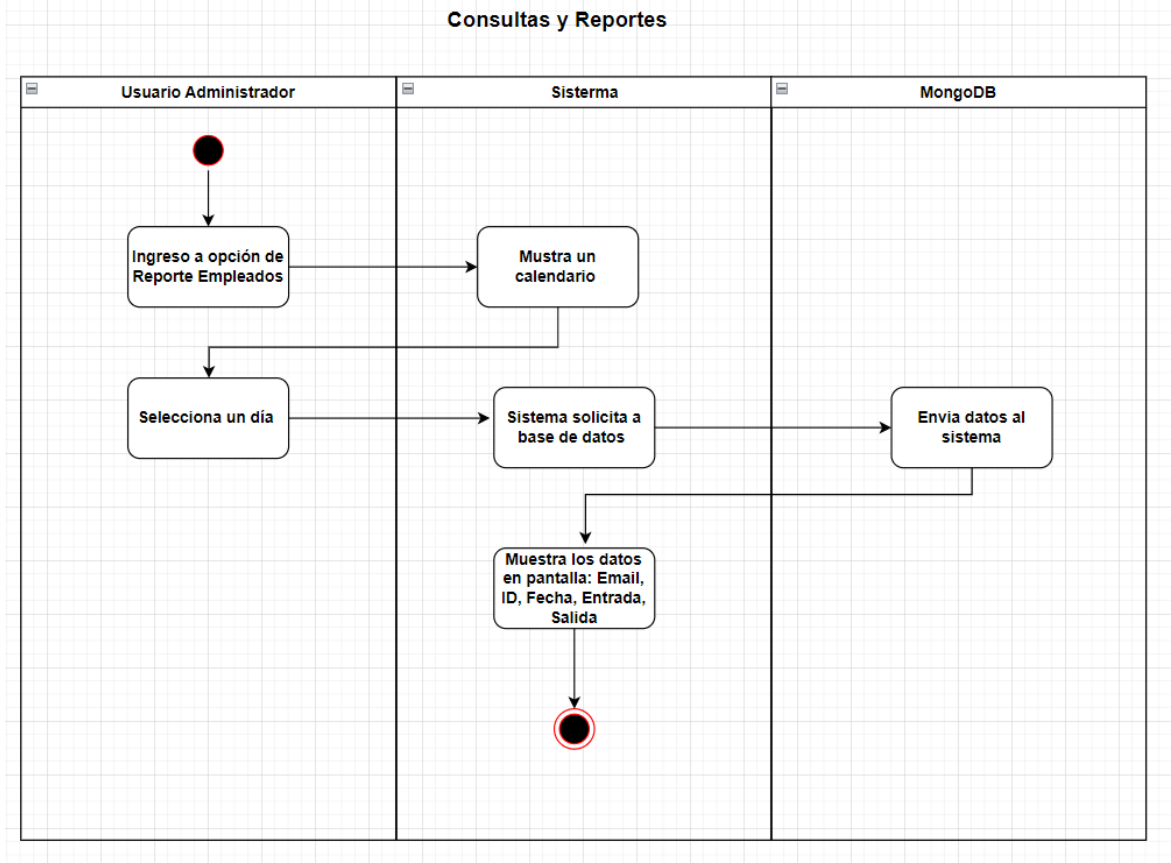 Consultas y Reportes
Usuario Administrador
Sisterma
MongoDB
Ingreso a opción de
Reporte Empleados
Mustra un
calendario
Selecciona un día
Sistema solicita a
base de datos
Envia datos al
sistema
Muestra los datos
en pantalla: Email,
ID, Fecha, Entrada,
Salida